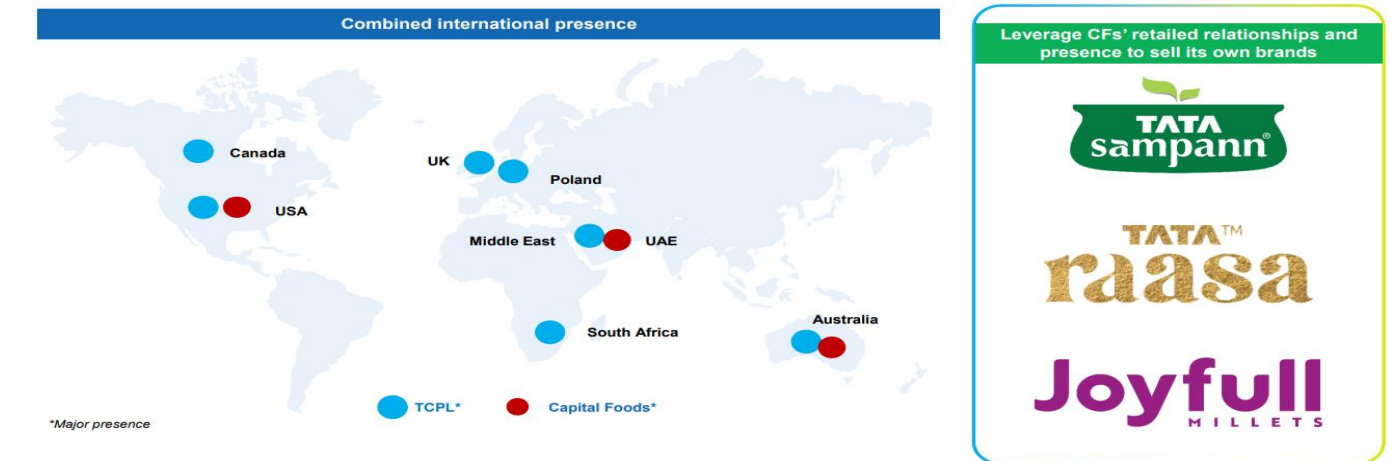 Combined international presence
Canada
USA
UK
Poland
Middle East
UAE
South Africa
Australia
TCPL*
Capital Foods*
*Major presence
Leverage CFs' retailed relationships and
presence to sell its own brands
TATA
sampann®
TATA™
raasa
Joyfull
MILLETS